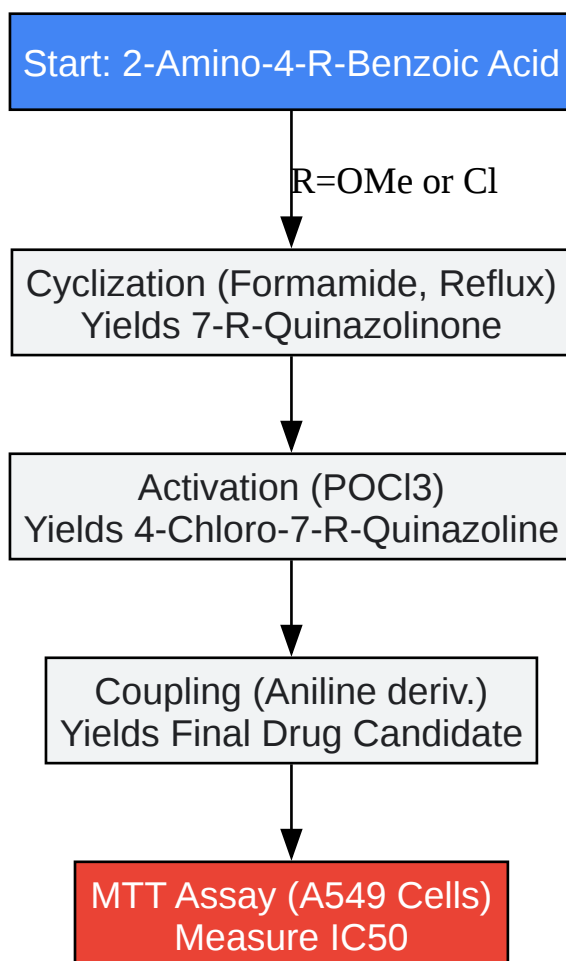 Start: 2-Amino-4-R-Benzoic Acid
R=OMe or Cl
Cyclization (Formamide, Reflux)
Yields 7-R-Quinazolinone
Activation (POCl3)
Yields 4-Chloro-7-R-Quinazoline
Coupling (Aniline deriv.)
Yields Final Drug Candidate
MTT Assay (A549 Cells)
Measure IC50